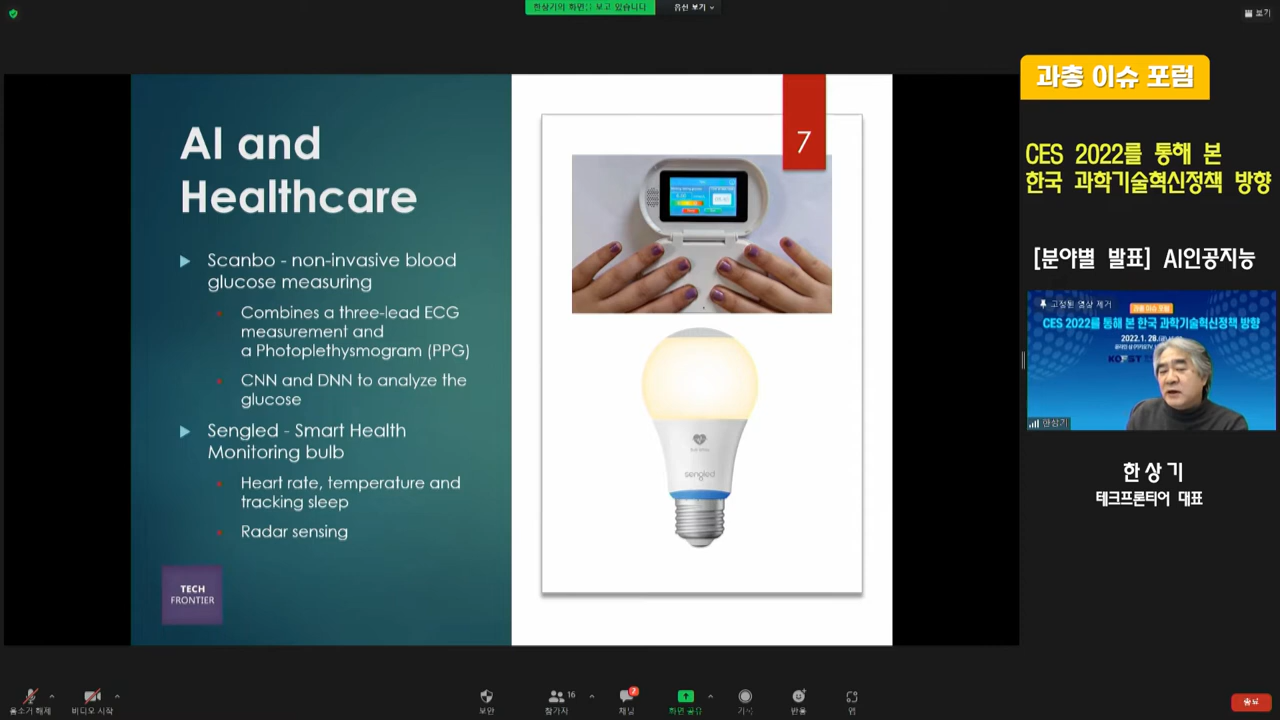 한상기의 화면을 보고 있습니다
옵션 보기
보기
AI and
Healthcare
Scanbo - non-invasive blood
glucose measuring
Combines a three-lead ECG
measurement and
a Photoplethysmogram (PPG)
CNN and DNN to analyze the
glucose
Sengled - Smart Health
Monitoring bulb
Heart rate, temperature and
tracking sleep
Radar sensing
TECH
FRONTIER
7
sengled
과총 이슈 포럼
CES 2022를 통해 본
한국 과학기술혁신정책 방향
[분야별 발표] AI인공지능
고정된 영상 제거
과총 이슈 포럼
CES 2022를 통해 본 한국 과학기술혁신정책 방향
2022.1.28.
한상기
한상기
테크프론티어 대표
음소거 해제
비디오 시작
보안
참가자
16
채팅
2
화면 공유
기록
반응
앱
종료